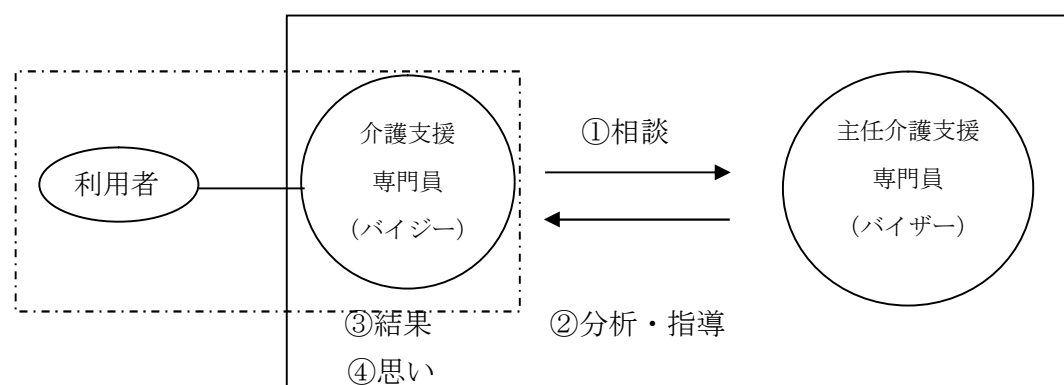 利用者
介護支援
専門員
(バイジー)
①相談
主任介護支援
専門員
(バイザー)
③結果
④思い
②分析・指導